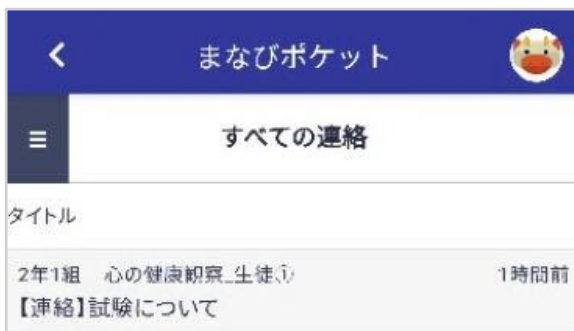 まなびポケット
すべての連絡
タイトル
2年1組 心の健康観察_生徒① 1時間前
【連絡】試験について